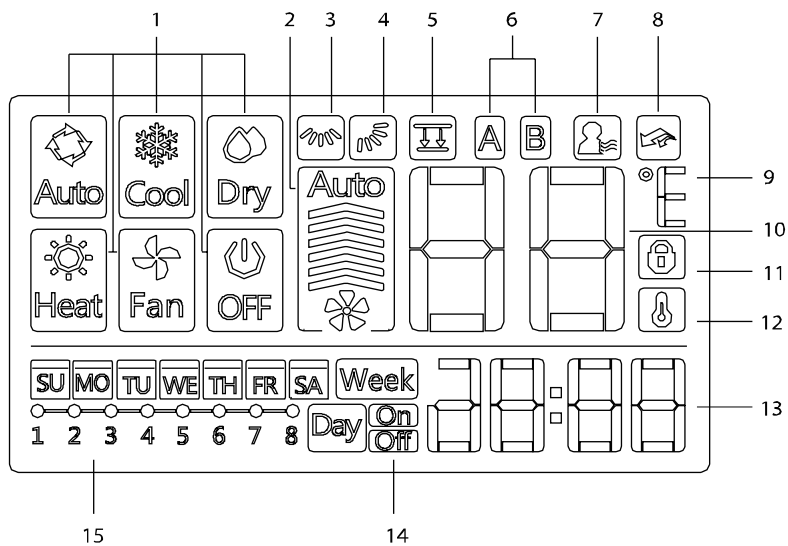 1 2 3 4 5 6 7 8
A B
Auto Cool Dry Auto
9
10
11
Heat Fan OFF
12
SU MO TU WE TH FR SA Week
Day On
Off
13
1 2 3 4 5 6 7 8
15 14